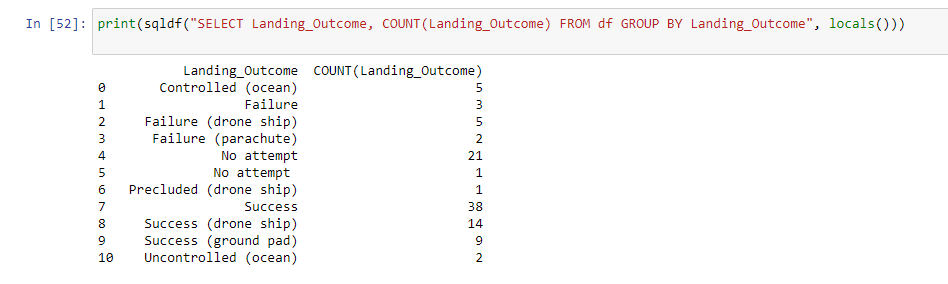 In [52]: print(sqldf("SELECT Landing_Outcome, COUNT(Landing_Outcome) FROM df GROUP BY Landing_Outcome", locals()))
Landing_Outcome COUNT(Landing_Outcome)
0 Controlled (ocean) 5
1 Failure 3
2 Failure (drone ship) 5
3 Failure (parachute) 2
4 No attempt 21
5 No attempt 1
6 Precluded (drone ship) 1
7 Success 38
8 Success (drone ship) 14
9 Success (ground pad) 9
10 Uncontrolled (ocean) 2